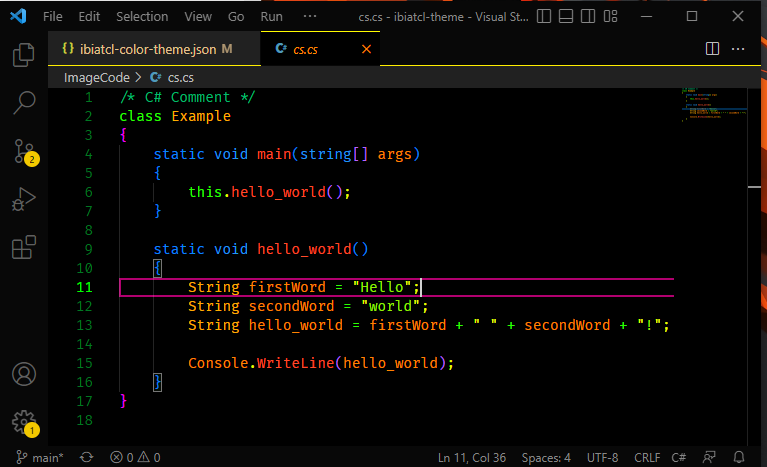 File Edit Selection View Go Run ··· cs.cs - ibiatcl-theme - Visual St...
{} ibiatcl-color-theme.json M C# cs.cs ×
ImageCode > C# cs.cs
1 /* C# Comment */
2 class Example
3 {
4 static void main(string[] args)
5 {
6 this.hello_world();
7 }
8
9 static void hello_world()
10 {
11 String firstWord = "Hello";
12 String secondWord = "world";
13 String hello_world = firstWord + " " + secondWord + "!";
14
15 Console.WriteLine(hello_world);
16 }
17 }
18
2
1
main* 0 0 Ln 11, Col 36 Spaces: 4 UTF-8 CRLF C#